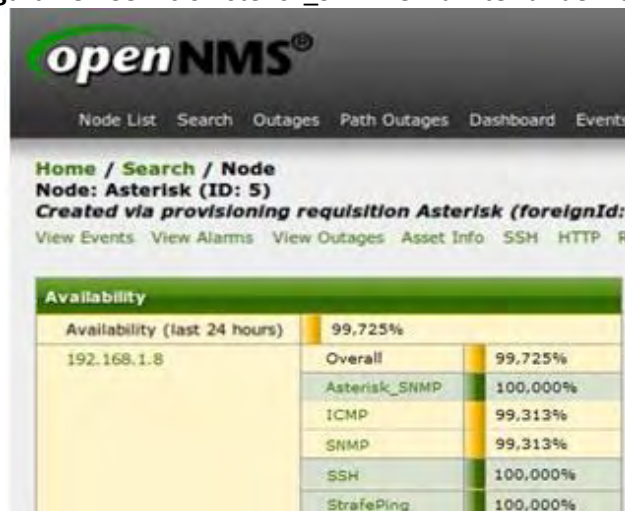 openNMS®
Node List Search Outages Path Outages Dashboard Events
Home / Search / Node
Node: Asterisk (ID: 5)
Created via provisioning requisition Asterisk (foreignId:
View Events View Alarms View Outages Asset Info SSH HTTP R
Availability
Availability (last 24 hours) 99,725%
192.168.1.8 Overall 99,725%
Asterisk_SNMP 100,000%
ICMP 99,313%
SNMP 99,313%
SSH 100,000%
StrafePing 100,000%